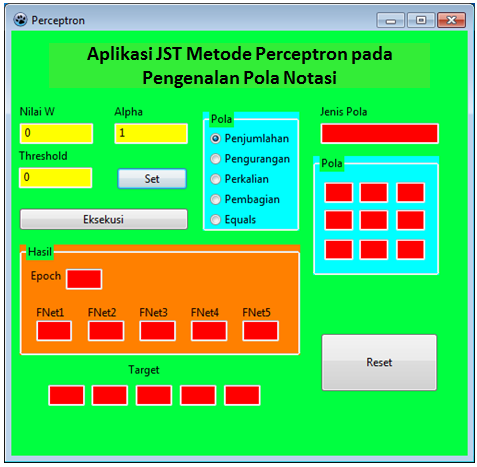 Perceptron
Aplikasi JST Metode Perceptron pada
Pengenalan Pola Notasi
Nilai W
Alpha
0
1
Threshold
0
Set
Eksekusi
Pola
Penjumlahan
Pengurangan
Perkalian
Pembagian
Equals
Jenis Pola
Pola
Hasil
Epoch
FNet1 FNet2 FNet3 FNet4 FNet5
Target
Reset